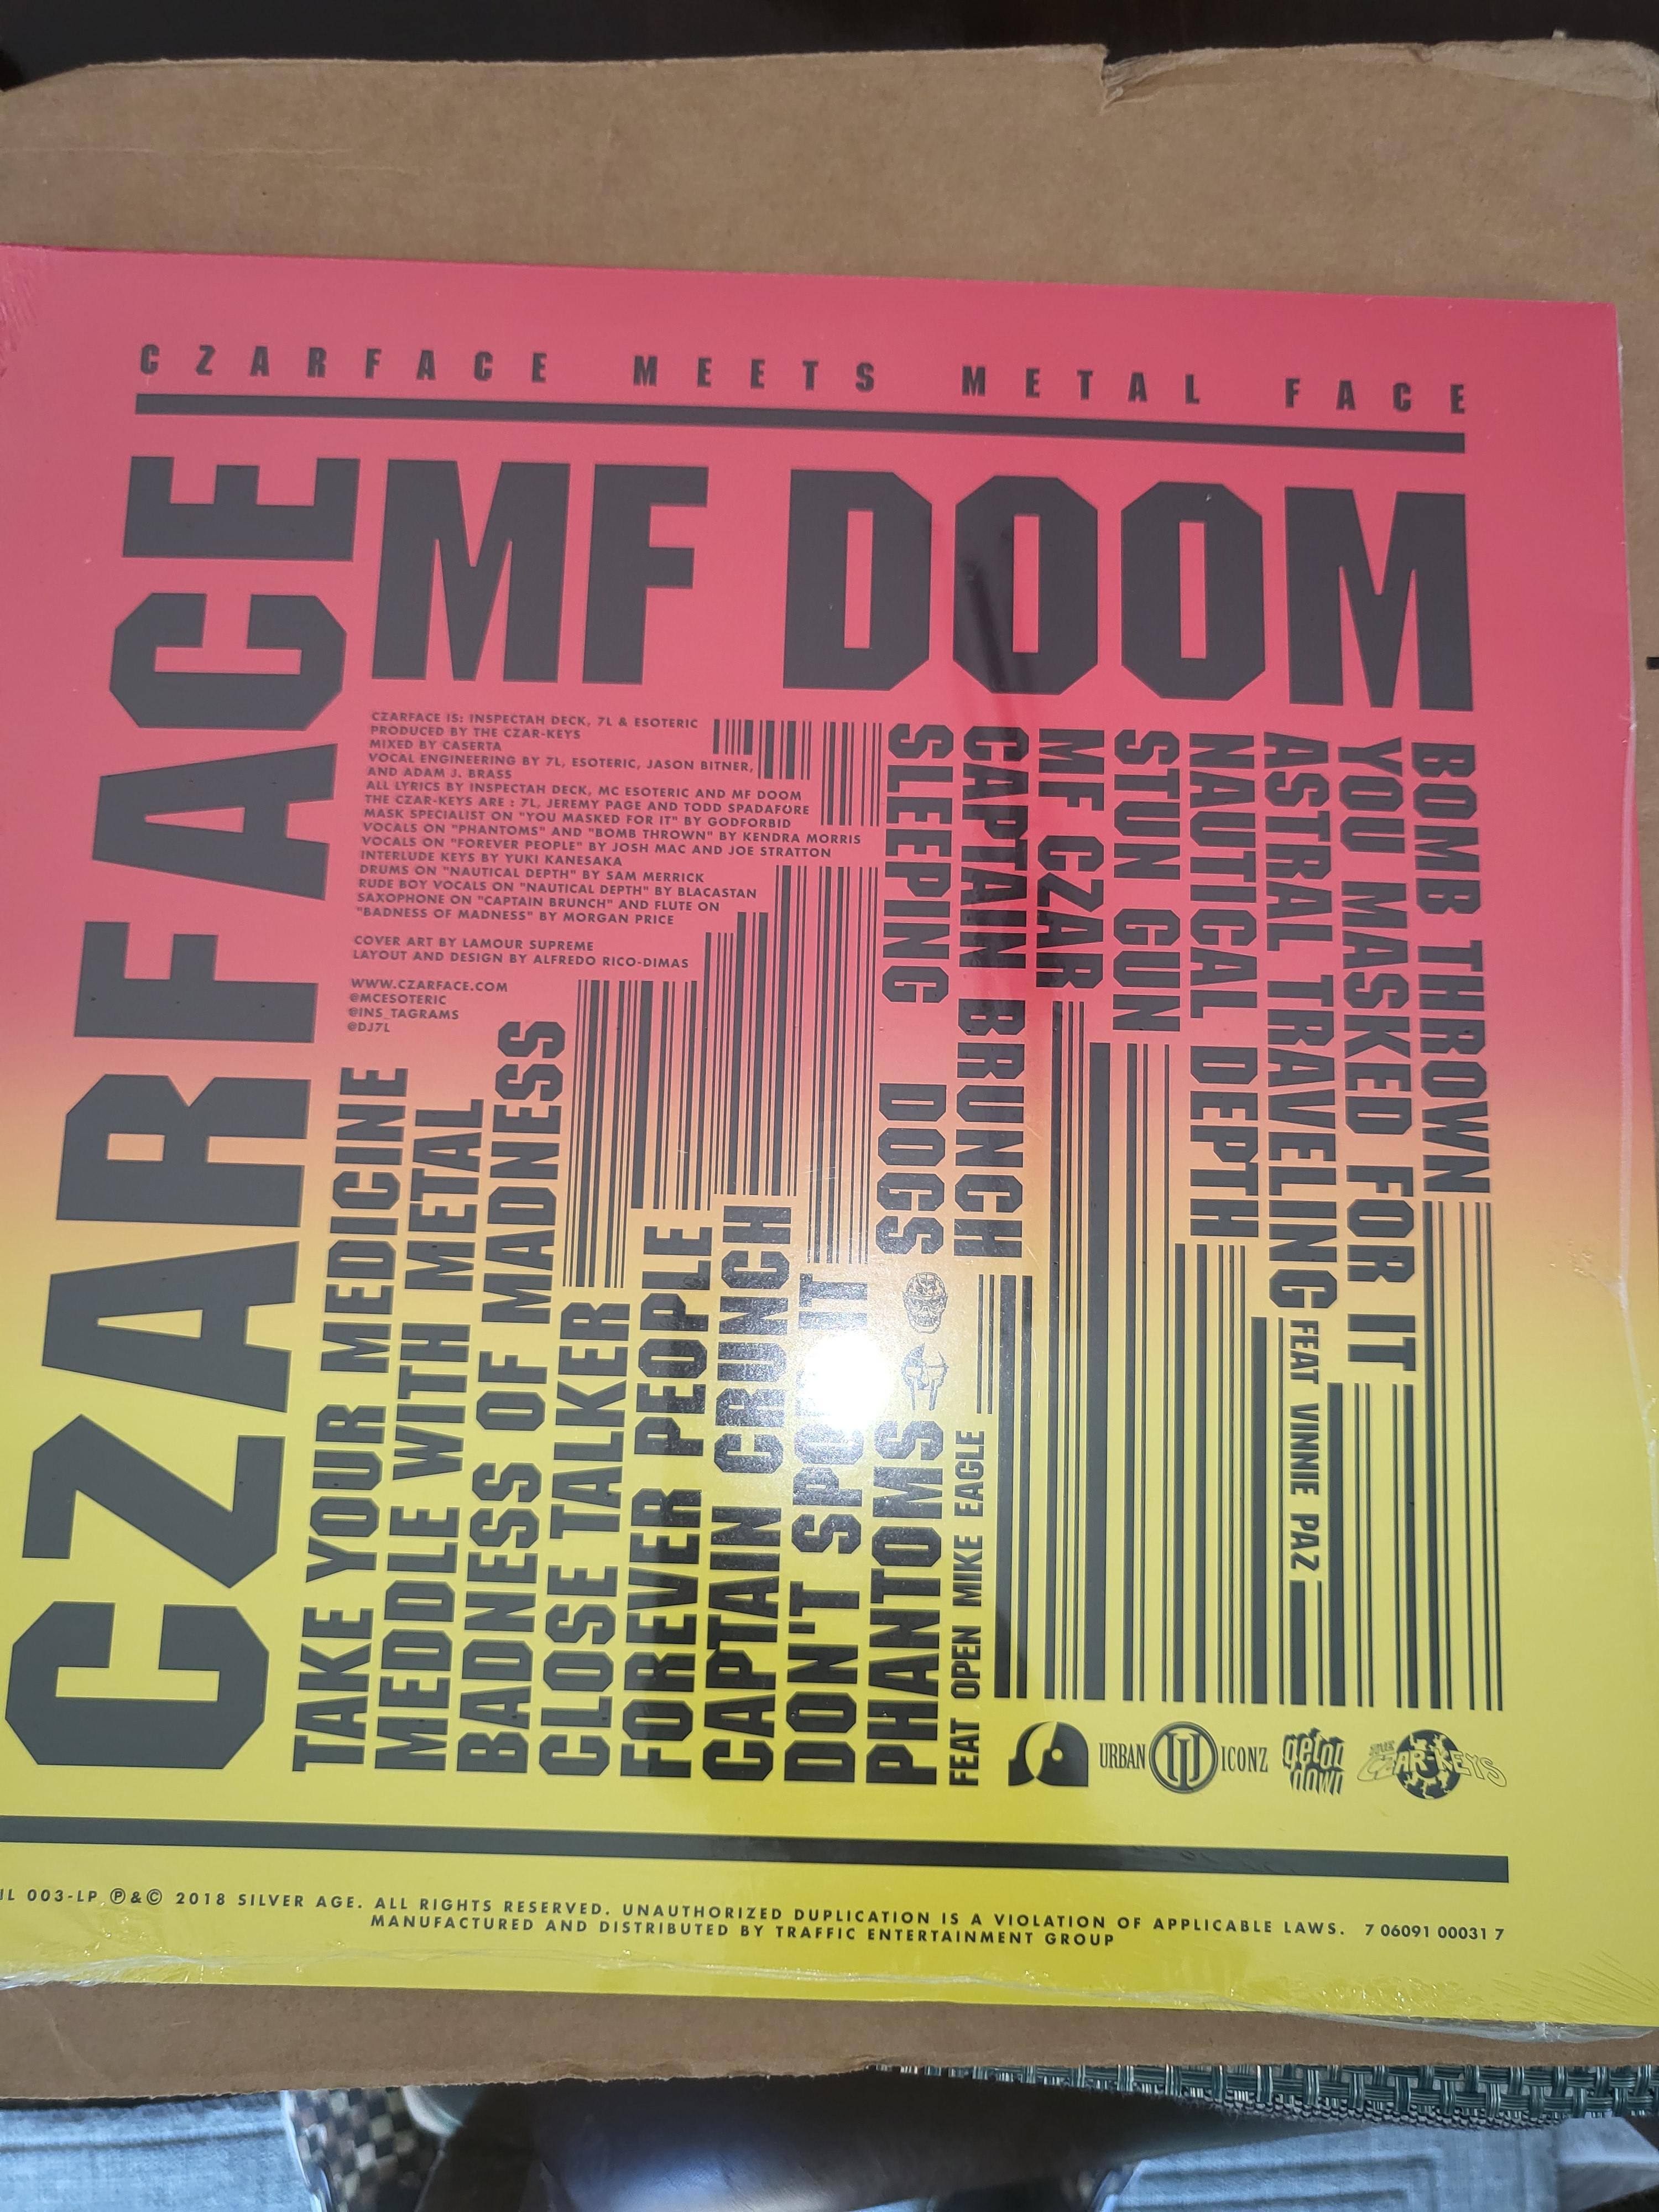 CZARFACE MEETS METAL FACE
CZARFACE
MF DOOM
CZARFACE IS: INSPECTAH DECK, 7L & ESOTERIC
PRODUCED BY THE CZAR-KEYS
MIXED BY CASERTA
VOCAL ENGINEERING BY 7L, ESOTERIC, JASON BITNER,
AND ADAM J. BRASS
ALL LYRICS BY INSPECTAH DECK, MC ESOTERIC AND MF DOOM
THE CZAR-KEYS ARE : 7L, JEREMY PAGE AND TODD SPADAFORE
MASK SPECIALIST ON "YOU MASKED FOR IT" BY GODFORBID
VOCALS ON "PHANTOMS" AND "BOMB THROWN" BY KENDRA MORRIS
VOCALS ON "FOREVER PEOPLE" BY JOSH MAC AND JOE STRATTON
INTERLUDE KEYS BY YUKI KANESAKA
DRUMS ON "NAUTICAL DEPTH" BY SAM MERRICK
RUDE BOY VOCALS ON "NAUTICAL DEPTH" BY BLACASTAN
SAXOPHONE ON "CAPTAIN BRUNCH" AND FLUTE ON
"BADNESS OF MADNESS" BY MORGAN PRICE
COVER ART BY LAMOUR SUPREME
LAYOUT AND DESIGN BY ALFREDO RICO-DIMAS
WWW.CZARFACE.COM
@MCESOTERIC
@INS_TAGRAMS
@DJ7L
TAKE YOUR MEDICINE
MEDDLE WITH METAL
BADNESS OF MADNESS
CLOSE TALKER
FOREVER PEOPLE
CAPTAIN CRUNCH
DON'T SPOIL IT
PHANTOMS
FEAT OPEN MIKE EAGLE
BOMB THROWN
YOU MASKED FOR IT
ASTRAL TRAVELING FEAT VINNIE PAZ
NAUTICAL DEPTH
STUN GUN
MF CZAR
CAPTAIN BRUNCH
SLEEPING DOGS
URBAN UI ICONZ
get on down
THE CZAR-KEYS
IL 003-LP ℗&© 2018 SILVER AGE. ALL RIGHTS RESERVED. UNAUTHORIZED DUPLICATION IS A VIOLATION OF APPLICABLE LAWS. 7 06091 00031 7
MANUFACTURED AND DISTRIBUTED BY TRAFFIC ENTERTAINMENT GROUP